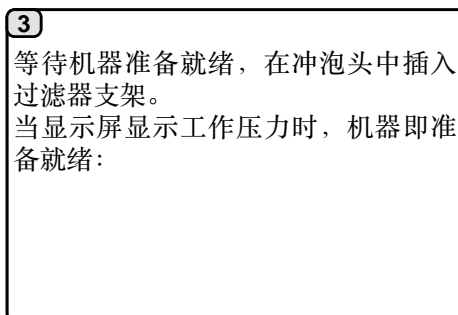 3
等待机器准备就绪，在冲泡头中插入
过滤器支架。
当显示屏显示工作压力时，机器即准
备就绪：